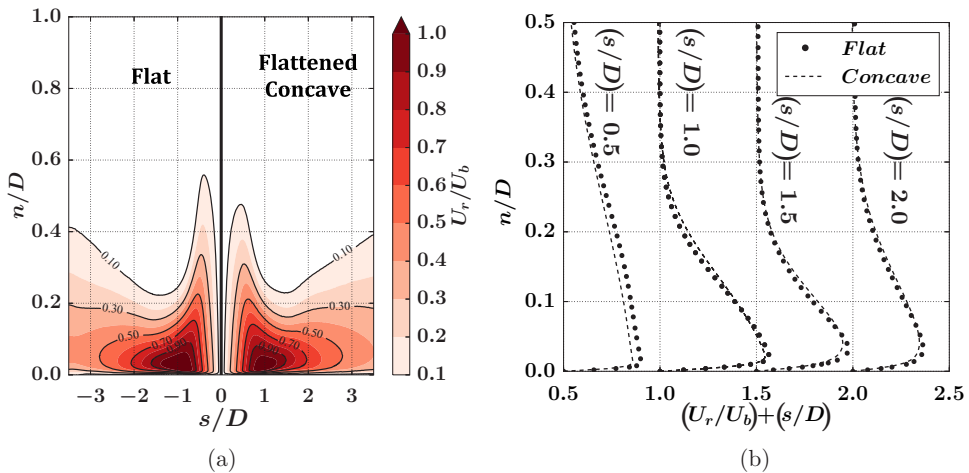 1.0
0.8
0.6
0.4
0.2
0.0
n/D
Flat
Flattened
Concave
0.10
0.30
0.50
0.70
0.90
0.10
0.30
0.50
0.70
0.90
−3 −2 −1 0 1 2 3
s/D
1.0
0.9
0.8
0.7
0.6
0.5
0.4
0.3
0.2
0.1
U_r/U_b
(a)
0.5
0.4
0.3
0.2
0.1
0.0
n/D
(s/D)= 0.5
(s/D)= 1.0
(s/D)= 1.5
(s/D)= 2.0
Flat
Concave
0.5 1.0 1.5 2.0 2.5
(U_r/U_b)+(s/D)
(b)